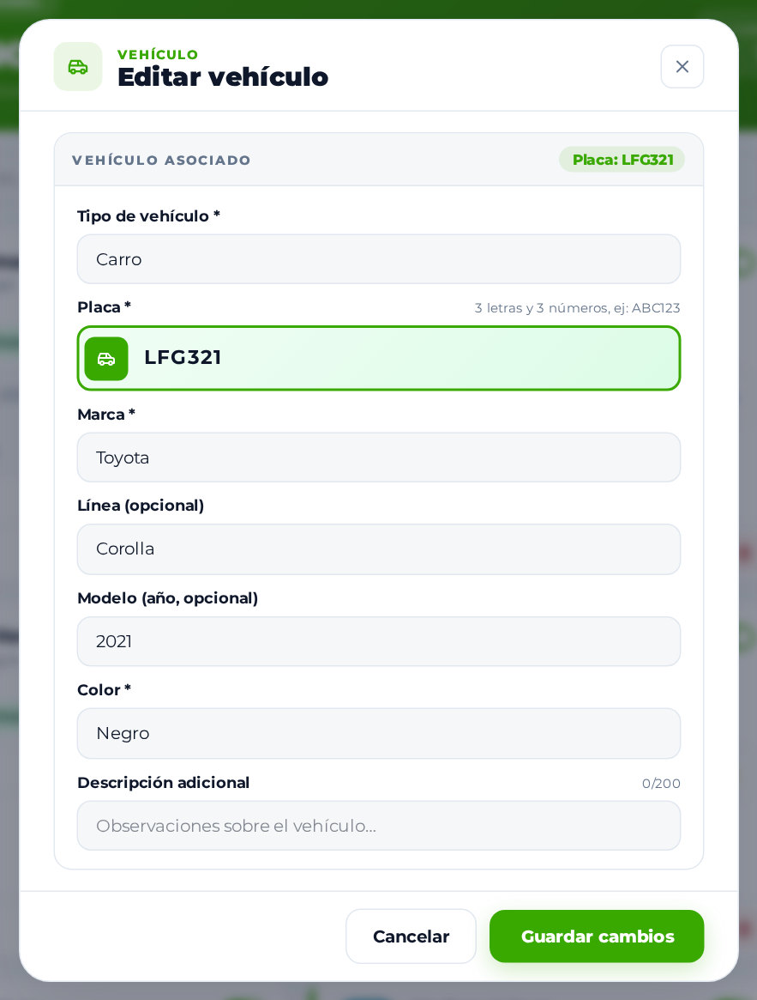 VEHÍCULO
Editar vehículo
VEHÍCULO ASOCIADO
Placa: LFG321
Tipo de vehículo *
Carro
Placa *
3 letras y 3 números, ej: ABC123
LFG321
Marca *
Toyota
Línea (opcional)
Corolla
Modelo (año, opcional)
2021
Color *
Negro
Descripción adicional
0/200
Observaciones sobre el vehículo...
Cancelar
Guardar cambios